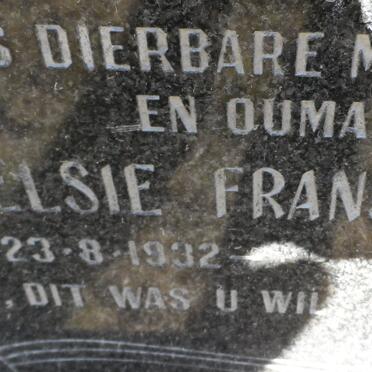 S DIERBARE M
EN OUMA
ELSIE FRAN
23-8-1932
, DIT WAS U WIL